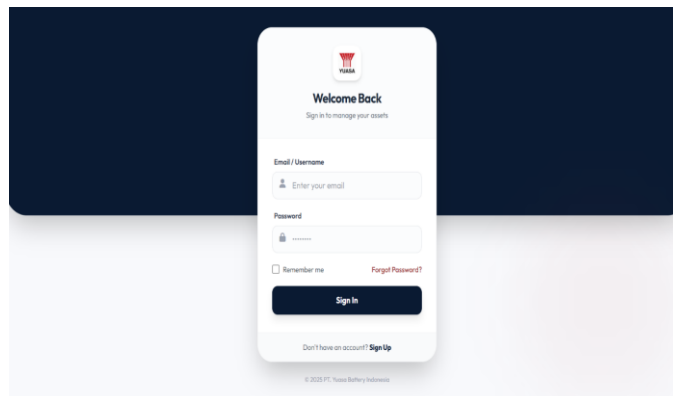 YUASA
Welcome Back
Sign in to manage your assets
Email / Username
Enter your email
Password
Remember me Forgot Password?
Sign In
Don't have an account? Sign Up
© 2025 PT. Yuasa Battery Indonesia